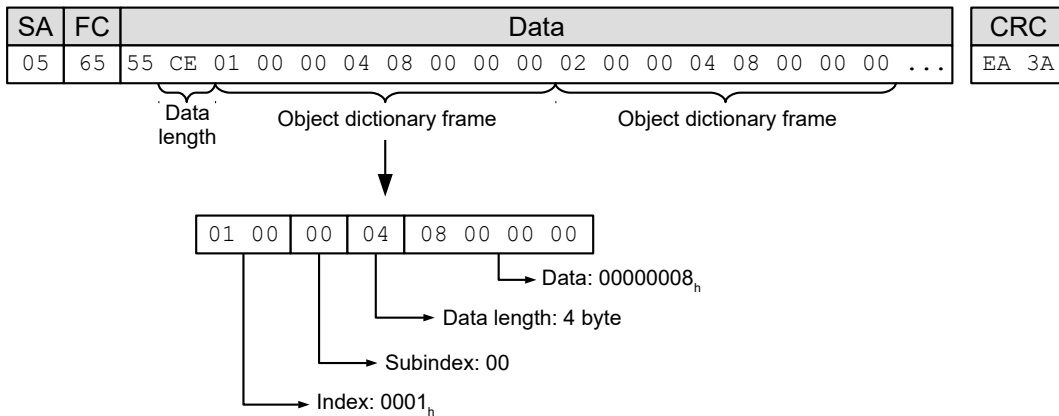 SA FC Data CRC
05 65 55 CE 01 00 00 04 08 00 00 00 02 00 00 04 08 00 00 00 ... EA 3A
Data length
Object dictionary frame
Object dictionary frame
01 00 00 04 08 00 00 00
Data: 00000008h
Data length: 4 byte
Subindex: 00
Index: 0001h